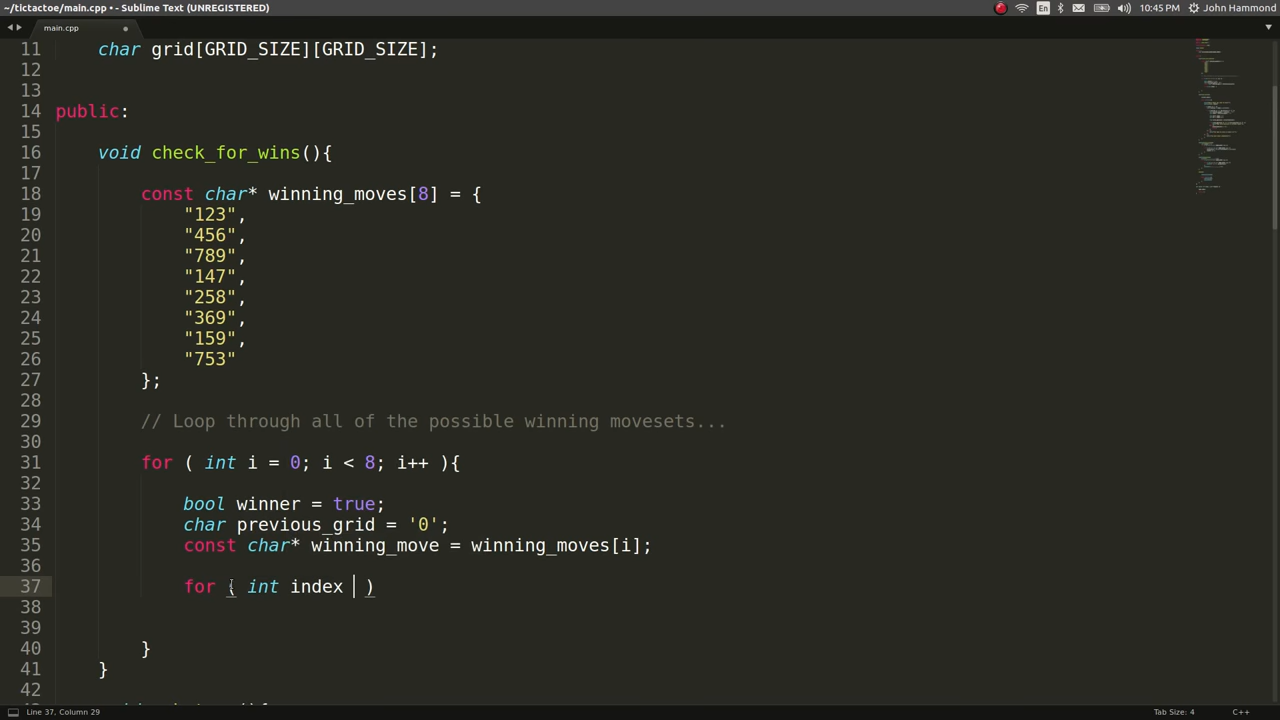 ~/tictactoe/main.cpp • - Sublime Text (UNREGISTERED)
En
10:45 PM
John Hammond
main.cpp
11 char grid[GRID_SIZE][GRID_SIZE];
12
13
14 public:
15
16 void check_for_wins(){
17
18 const char* winning_moves[8] = {
19 "123",
20 "456",
21 "789",
22 "147",
23 "258",
24 "369",
25 "159",
26 "753"
27 };
28
29 // Loop through all of the possible winning movesets...
30
31 for ( int i = 0; i < 8; i++ ){
32
33 bool winner = true;
34 char previous_grid = '0';
35 const char* winning_move = winning_moves[i];
36
37 for ( int index )
38
39
40 }
41 }
42
Line 37, Column 29
Tab Size: 4
C++